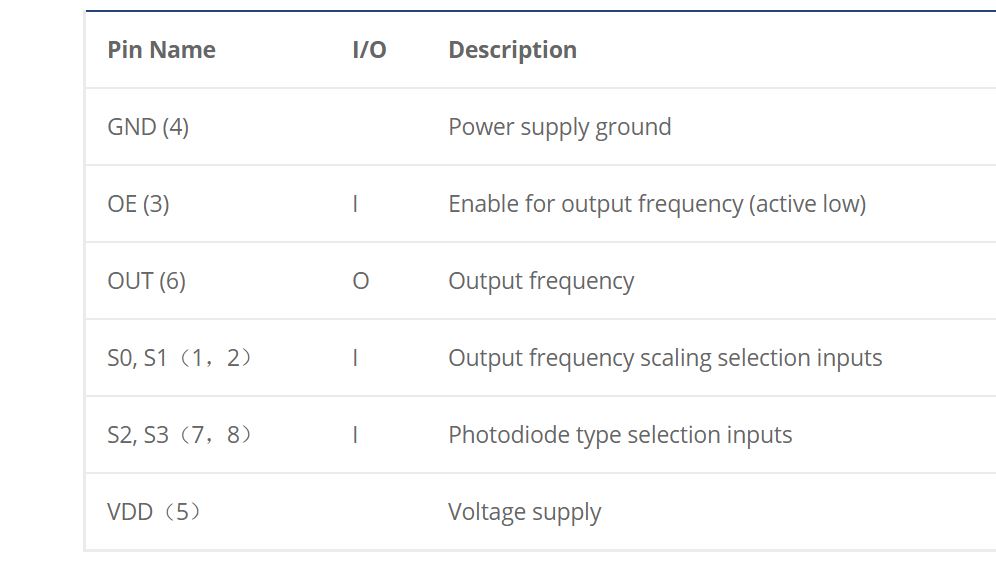 Pin Name I/O Description
GND (4) Power supply ground
OE (3) I Enable for output frequency (active low)
OUT (6) O Output frequency
S0, S1（1，2） I Output frequency scaling selection inputs
S2, S3（7，8） I Photodiode type selection inputs
VDD（5） Voltage supply